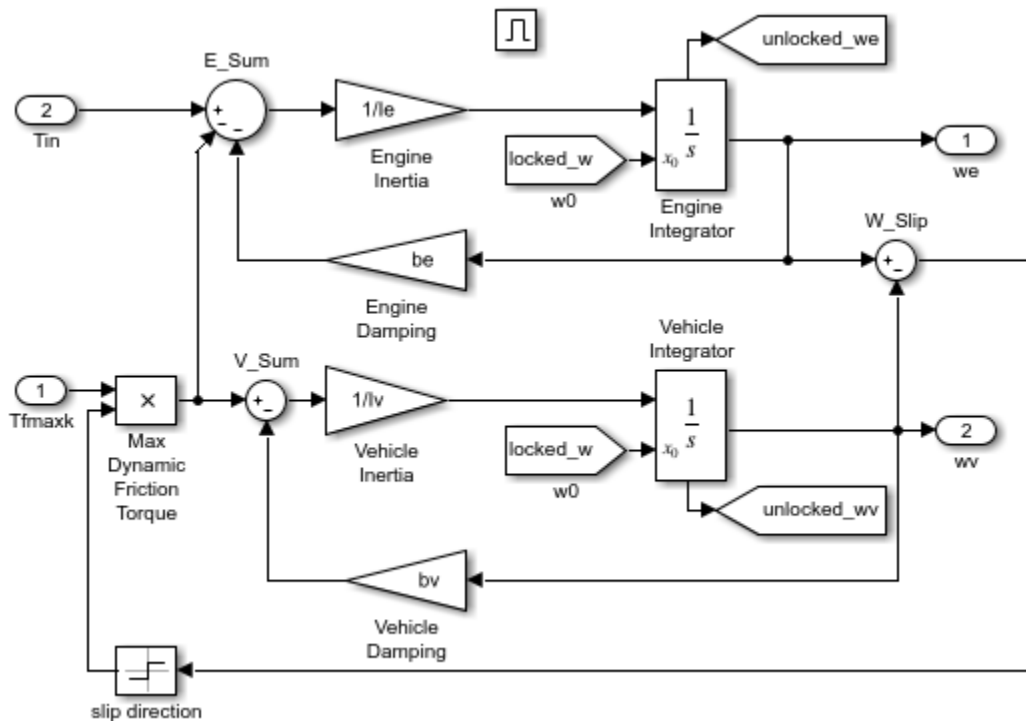 unlocked_we
E_Sum
2
Tin
+
−
−
1/Ie
Engine
Inertia
locked_w
w0
x0
1
s
Engine
Integrator
1
we
W_Slip
+
−
be
Engine
Damping
Vehicle
Integrator
V_Sum
1
Tfmaxk
×
Max
Dynamic
Friction
Torque
+
−
1/Iv
Vehicle
Inertia
locked_w
w0
x0
1
s
2
wv
unlocked_wv
bv
Vehicle
Damping
slip direction